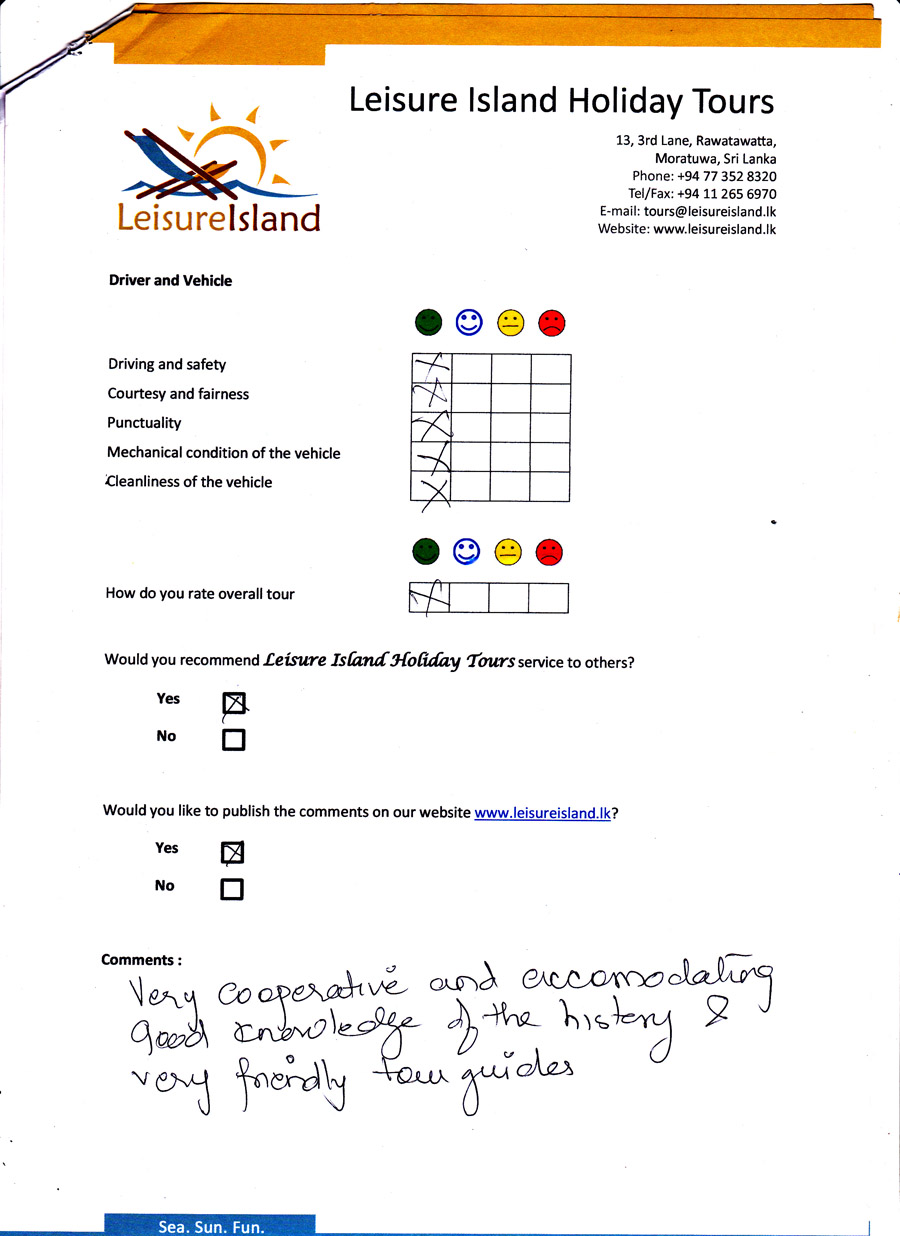 Leisure Island Holiday Tours
13, 3rd Lane, Rawatawatta,
Moratuwa, Sri Lanka
Phone: +94 77 352 8320
Tel/Fax: +94 11 265 6970
E-mail: tours@leisureisland.lk
Website: www.leisureisland.lk
LeisureIsland
Driver and Vehicle
Driving and safety
Courtesy and fairness
Punctuality
Mechanical condition of the vehicle
Cleanliness of the vehicle
How do you rate overall tour
Would you recommend Leisure Island Holiday Tours service to others?
Yes
No
Would you like to publish the comments on our website www.leisureisland.lk?
Yes
No
Comments :
Very cooperative and accomodating
good knowledge of the history &
very friendly tour guides
Sea. Sun. Fun.